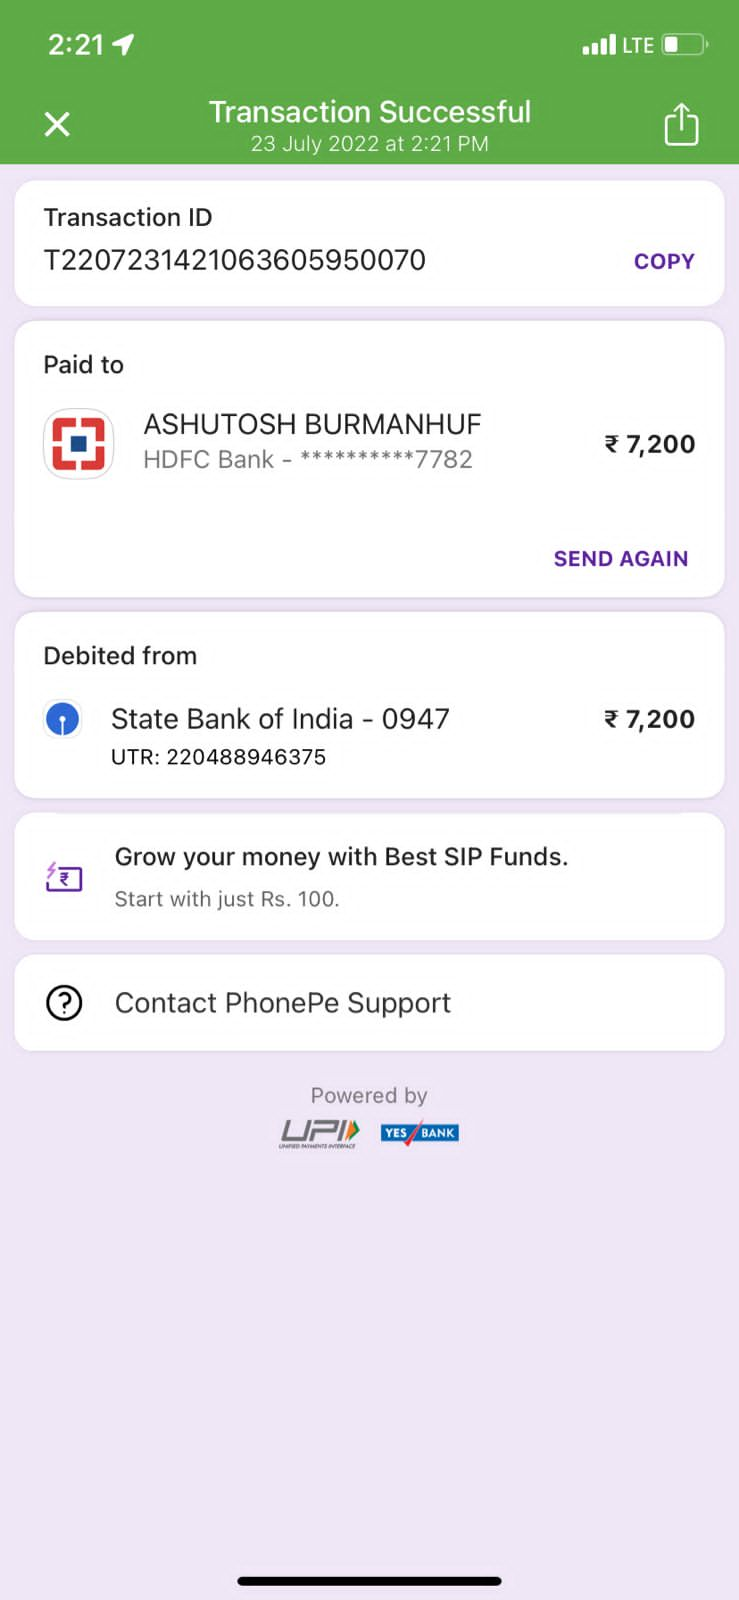 2:21
LTE
Transaction Successful
23 July 2022 at 2:21 PM
Transaction ID
T2207231421063605950070
COPY
Paid to
ASHUTOSH BURMANHUF
₹ 7,200
HDFC Bank - **********7782
SEND AGAIN
Debited from
State Bank of India - 0947
₹ 7,200
UTR: 220488946375
Grow your money with Best SIP Funds.
Start with just Rs. 100.
Contact PhonePe Support
Powered by
UPI
UNIFIED PAYMENTS INTERFACE
YES BANK